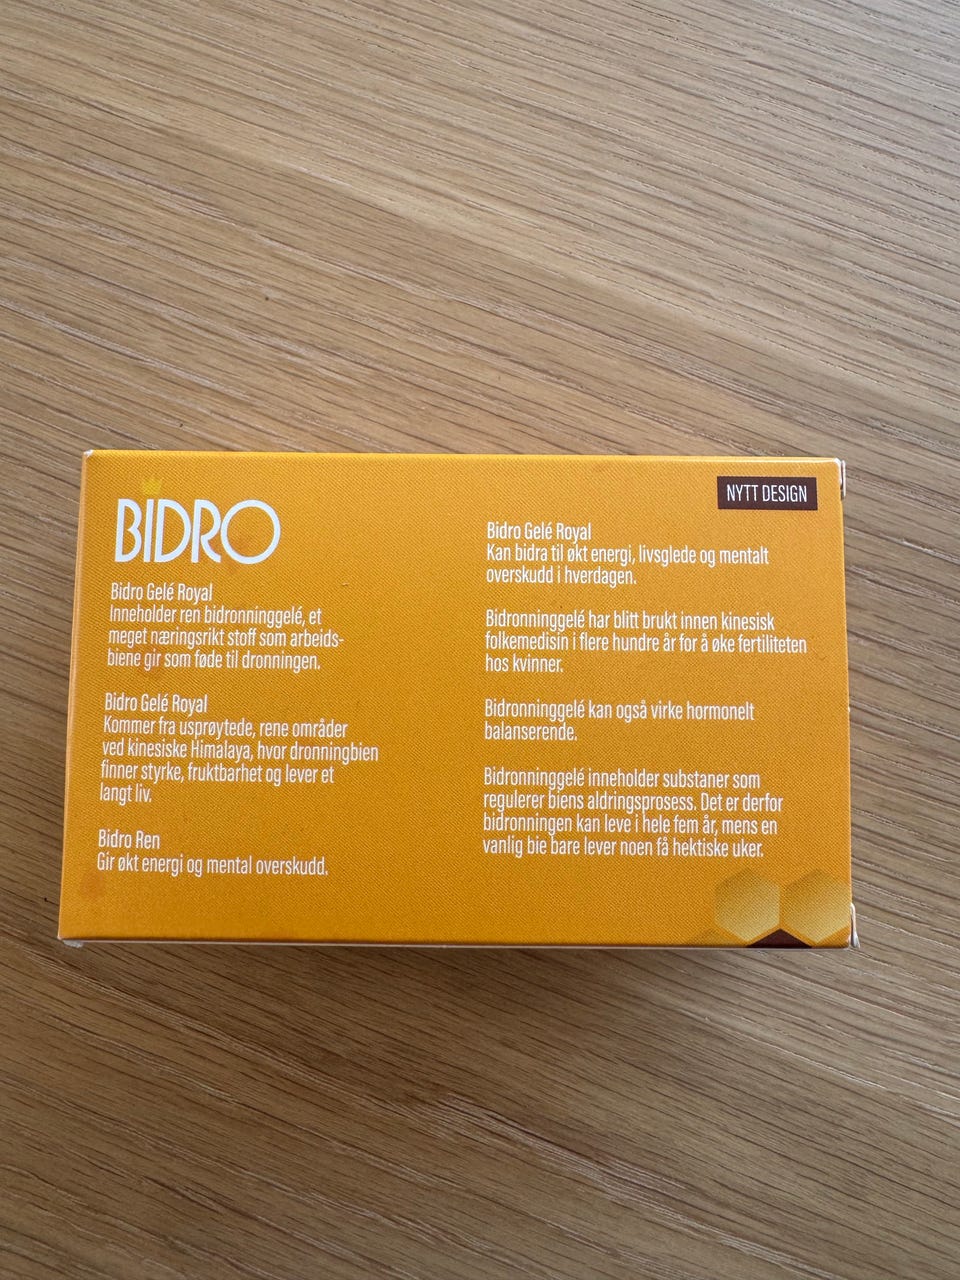 BIDRO
Bidro Gelé Royal
Inneholder ren bidronninggelé, et
meget næringsrikt stoff som arbeids-
biene gir som føde til dronningen.
Bidro Gelé Royal
Kommer fra usprøytede, rene områder
ved kinesiske Himalaya, hvor dronningbien
finner styrke, fruktbarhet og lever et
langt liv.
Bidro Ren
Gir økt energi og mental overskudd.
NYTT DESIGN
Bidro Gelé Royal
Kan bidra til økt energi, livsglede og mentalt
overskudd i hverdagen.
Bidronninggelé har blitt brukt innen kinesisk
folkemedisin i flere hundre år for å øke fertiliteten
hos kvinner.
Bidronninggelé kan også virke hormonelt
balanserende.
Bidronninggelé inneholder substaner som
regulerer biens aldringsprosess. Det er derfor
bidronningen kan leve i hele fem år, mens en
vanlig bie bare lever noen få hektiske uker.